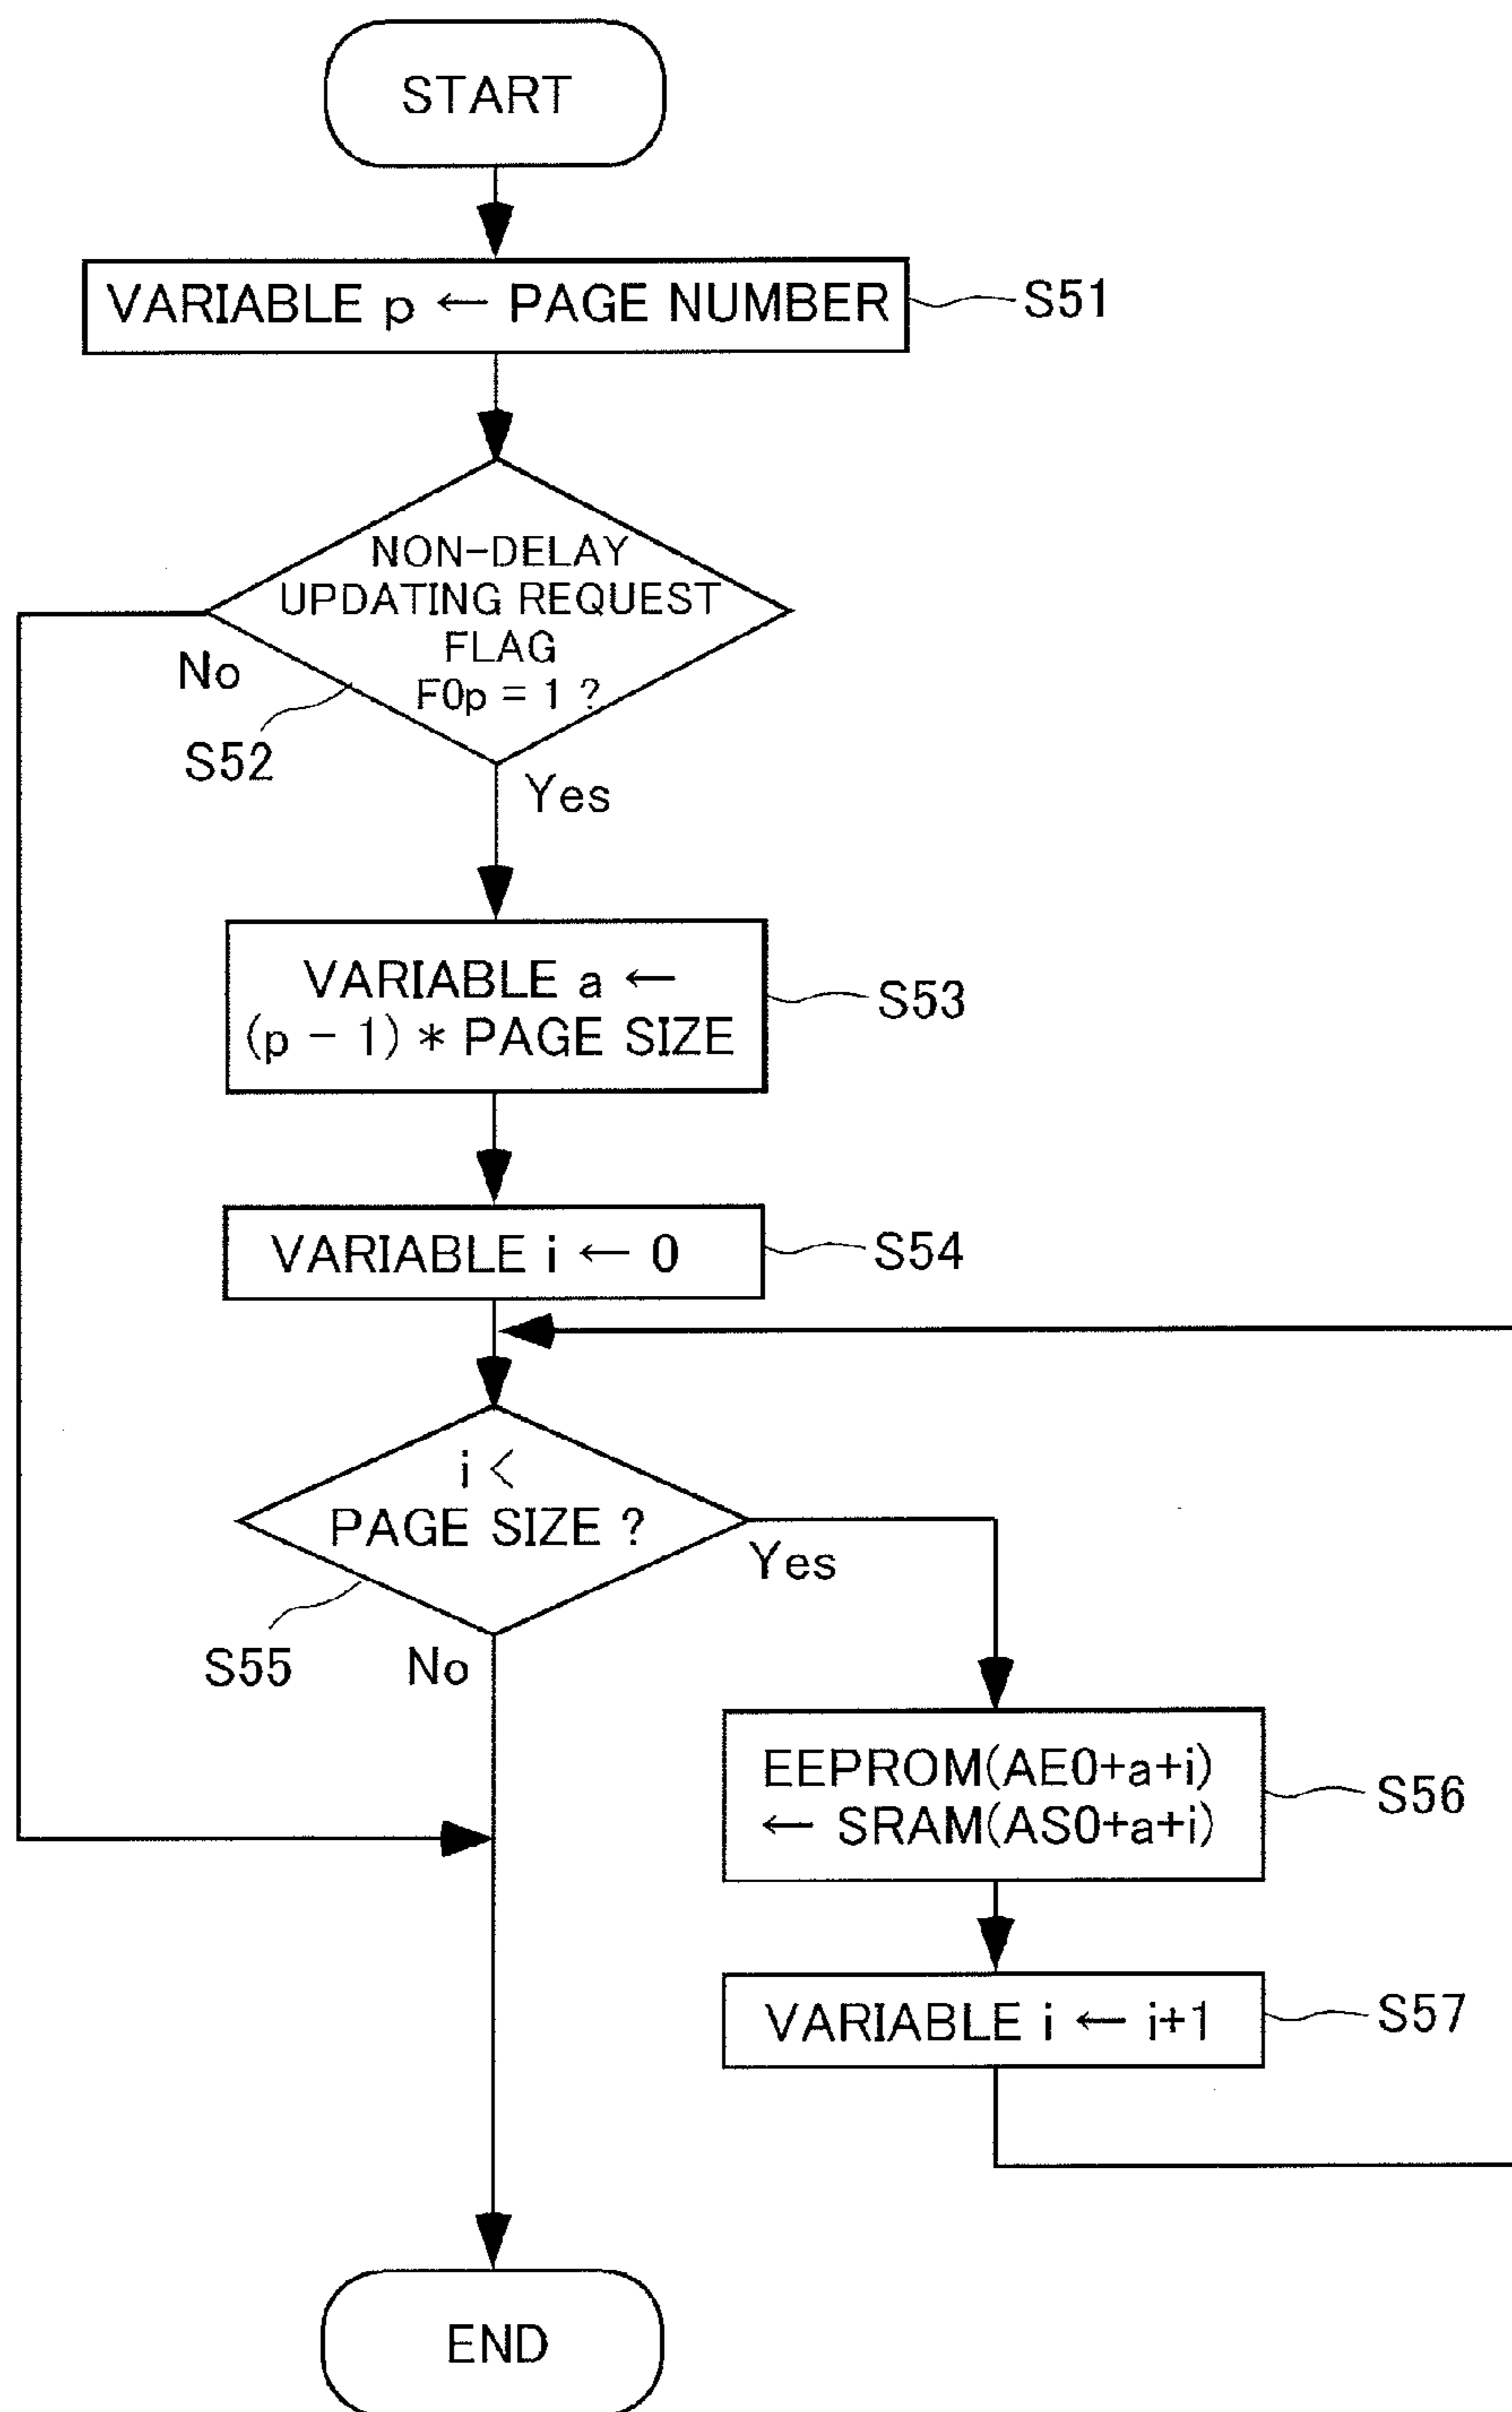 START
VARIABLE p ← PAGE NUMBER
S51
NON-DELAY
UPDATING REQUEST
FLAG
F0p = 1 ?
No
S52
Yes
VARIABLE a ←
(p - 1) * PAGE SIZE
S53
VARIABLE i ← 0
S54
i <
PAGE SIZE ?
Yes
S55
No
EEPROM(AE0+a+i)
← SRAM(AS0+a+i)
S56
VARIABLE i ← i+1
S57
END